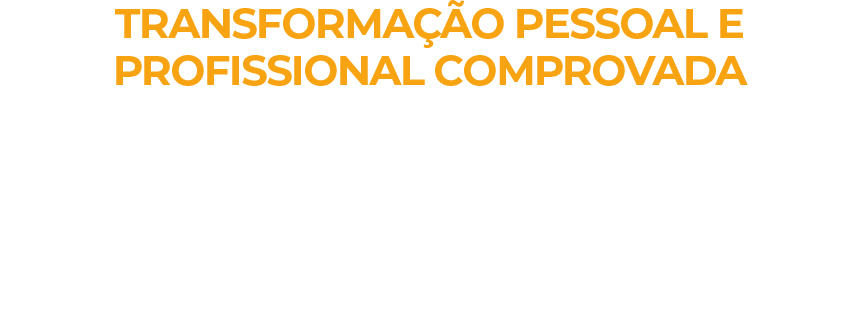 TRANSFORMAÇÃO PESSOAL E
PROFISSIONAL COMPROVADA